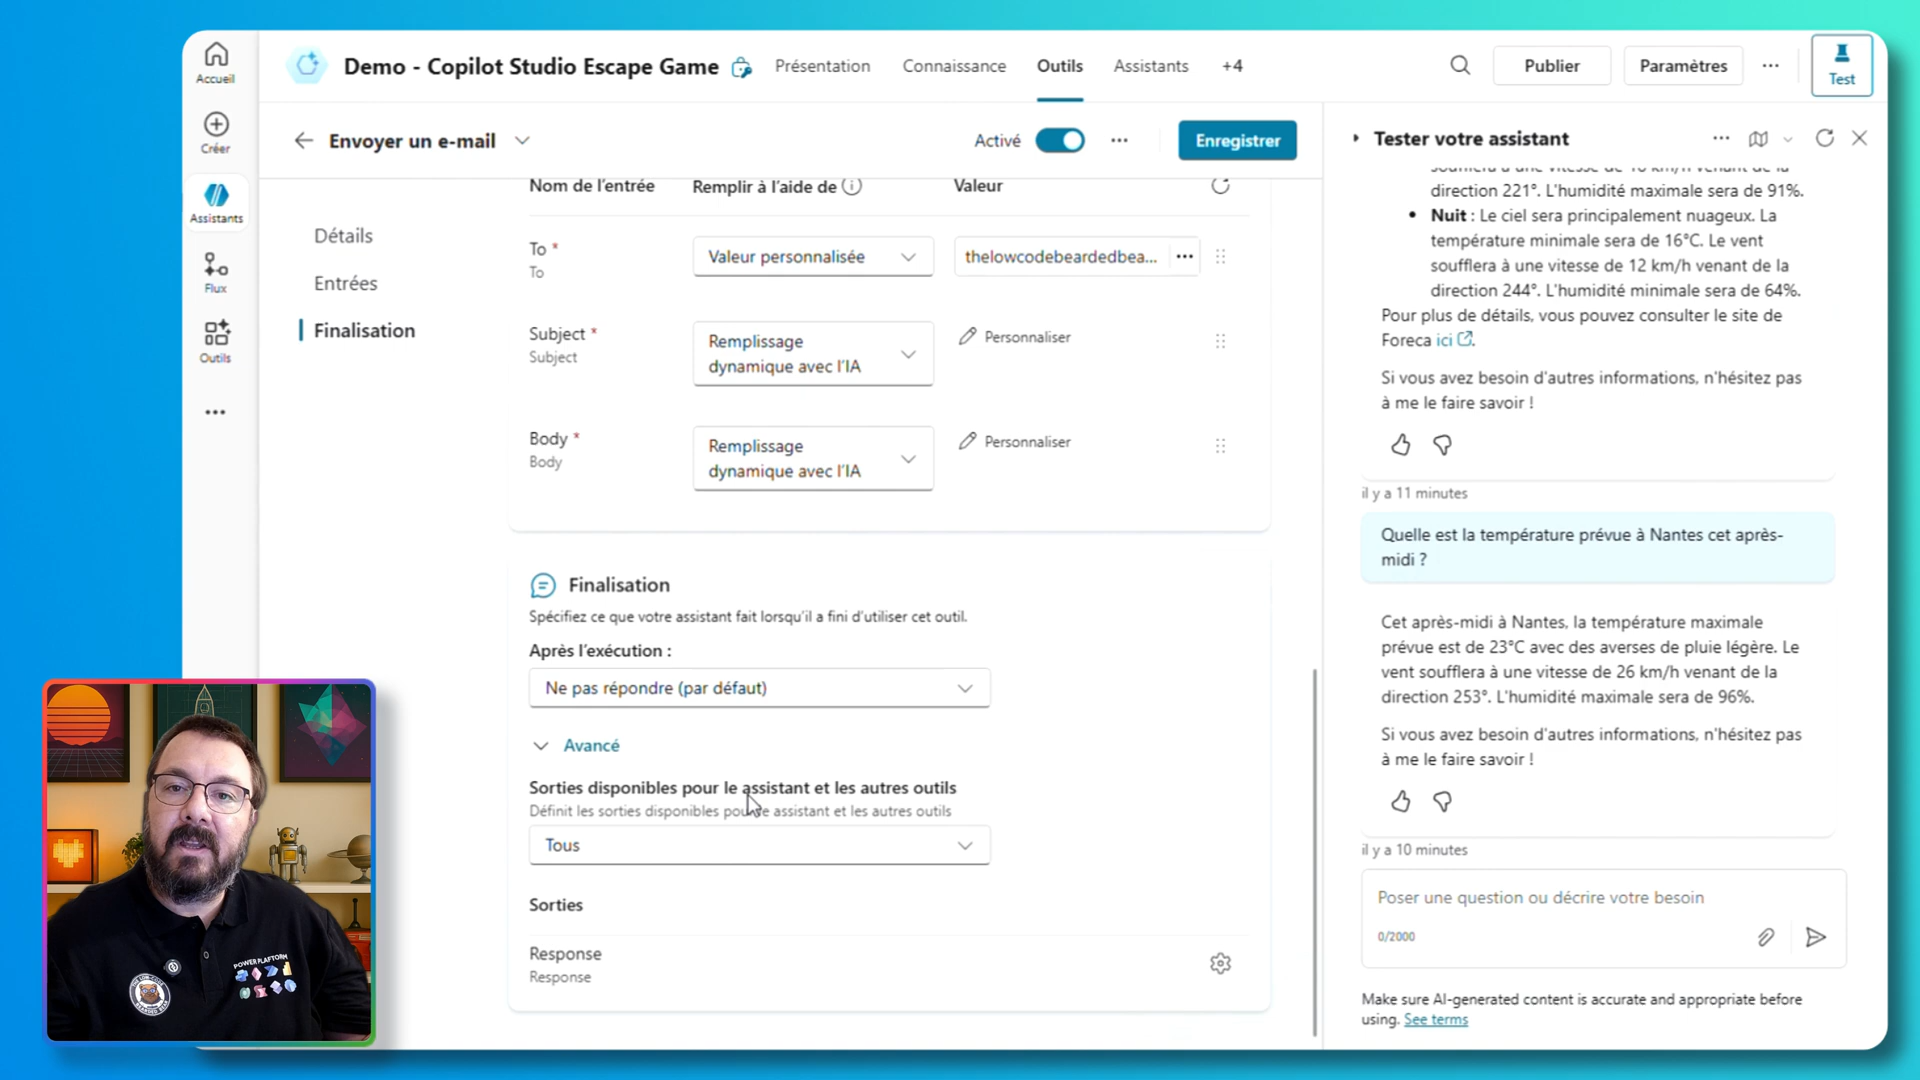 Accueil
Créer
Assistants
Flux
Outils
Demo - Copilot Studio Escape Game
Présentation
Connaissance
Outils
Assistants
+4
Publier
Paramètres
Test
Envoyer un e-mail
Activé
Enregistrer
Détails
Entrées
Finalisation
Nom de l'entrée
Remplir à l'aide de
Valeur
To *
To
Valeur personnalisée
thelowcodebeardedbea...
Subject *
Subject
Remplissage
dynamique avec l'IA
Personnaliser
Body *
Body
Remplissage
dynamique avec l'IA
Personnaliser
Finalisation
Spécifiez ce que votre assistant fait lorsqu'il a fini d'utiliser cet outil.
Après l'exécution :
Ne pas répondre (par défaut)
Avancé
Sorties disponibles pour le assistant et les autres outils
Définit les sorties disponibles pour le assistant et les autres outils
Tous
Sorties
Response
Response
Tester votre assistant
direction 221°. L'humidité maximale sera de 91%.
• Nuit : Le ciel sera principalement nuageux. La
température minimale sera de 16°C. Le vent
soufflera à une vitesse de 12 km/h venant de la
direction 244°. L'humidité minimale sera de 64%.
Pour plus de détails, vous pouvez consulter le site de
Foreca ici.
Si vous avez besoin d'autres informations, n'hésitez pas
à me le faire savoir !
il y a 11 minutes
Quelle est la température prévue à Nantes cet après-
midi ?
Cet après-midi à Nantes, la température maximale
prévue est de 23°C avec des averses de pluie légère. Le
vent soufflera à une vitesse de 26 km/h venant de la
direction 253°. L'humidité maximale sera de 96%.
Si vous avez besoin d'autres informations, n'hésitez pas
à me le faire savoir !
il y a 10 minutes
Poser une question ou décrire votre besoin
0/2000
Make sure AI-generated content is accurate and appropriate before
using. See terms
POWER PLATFORM